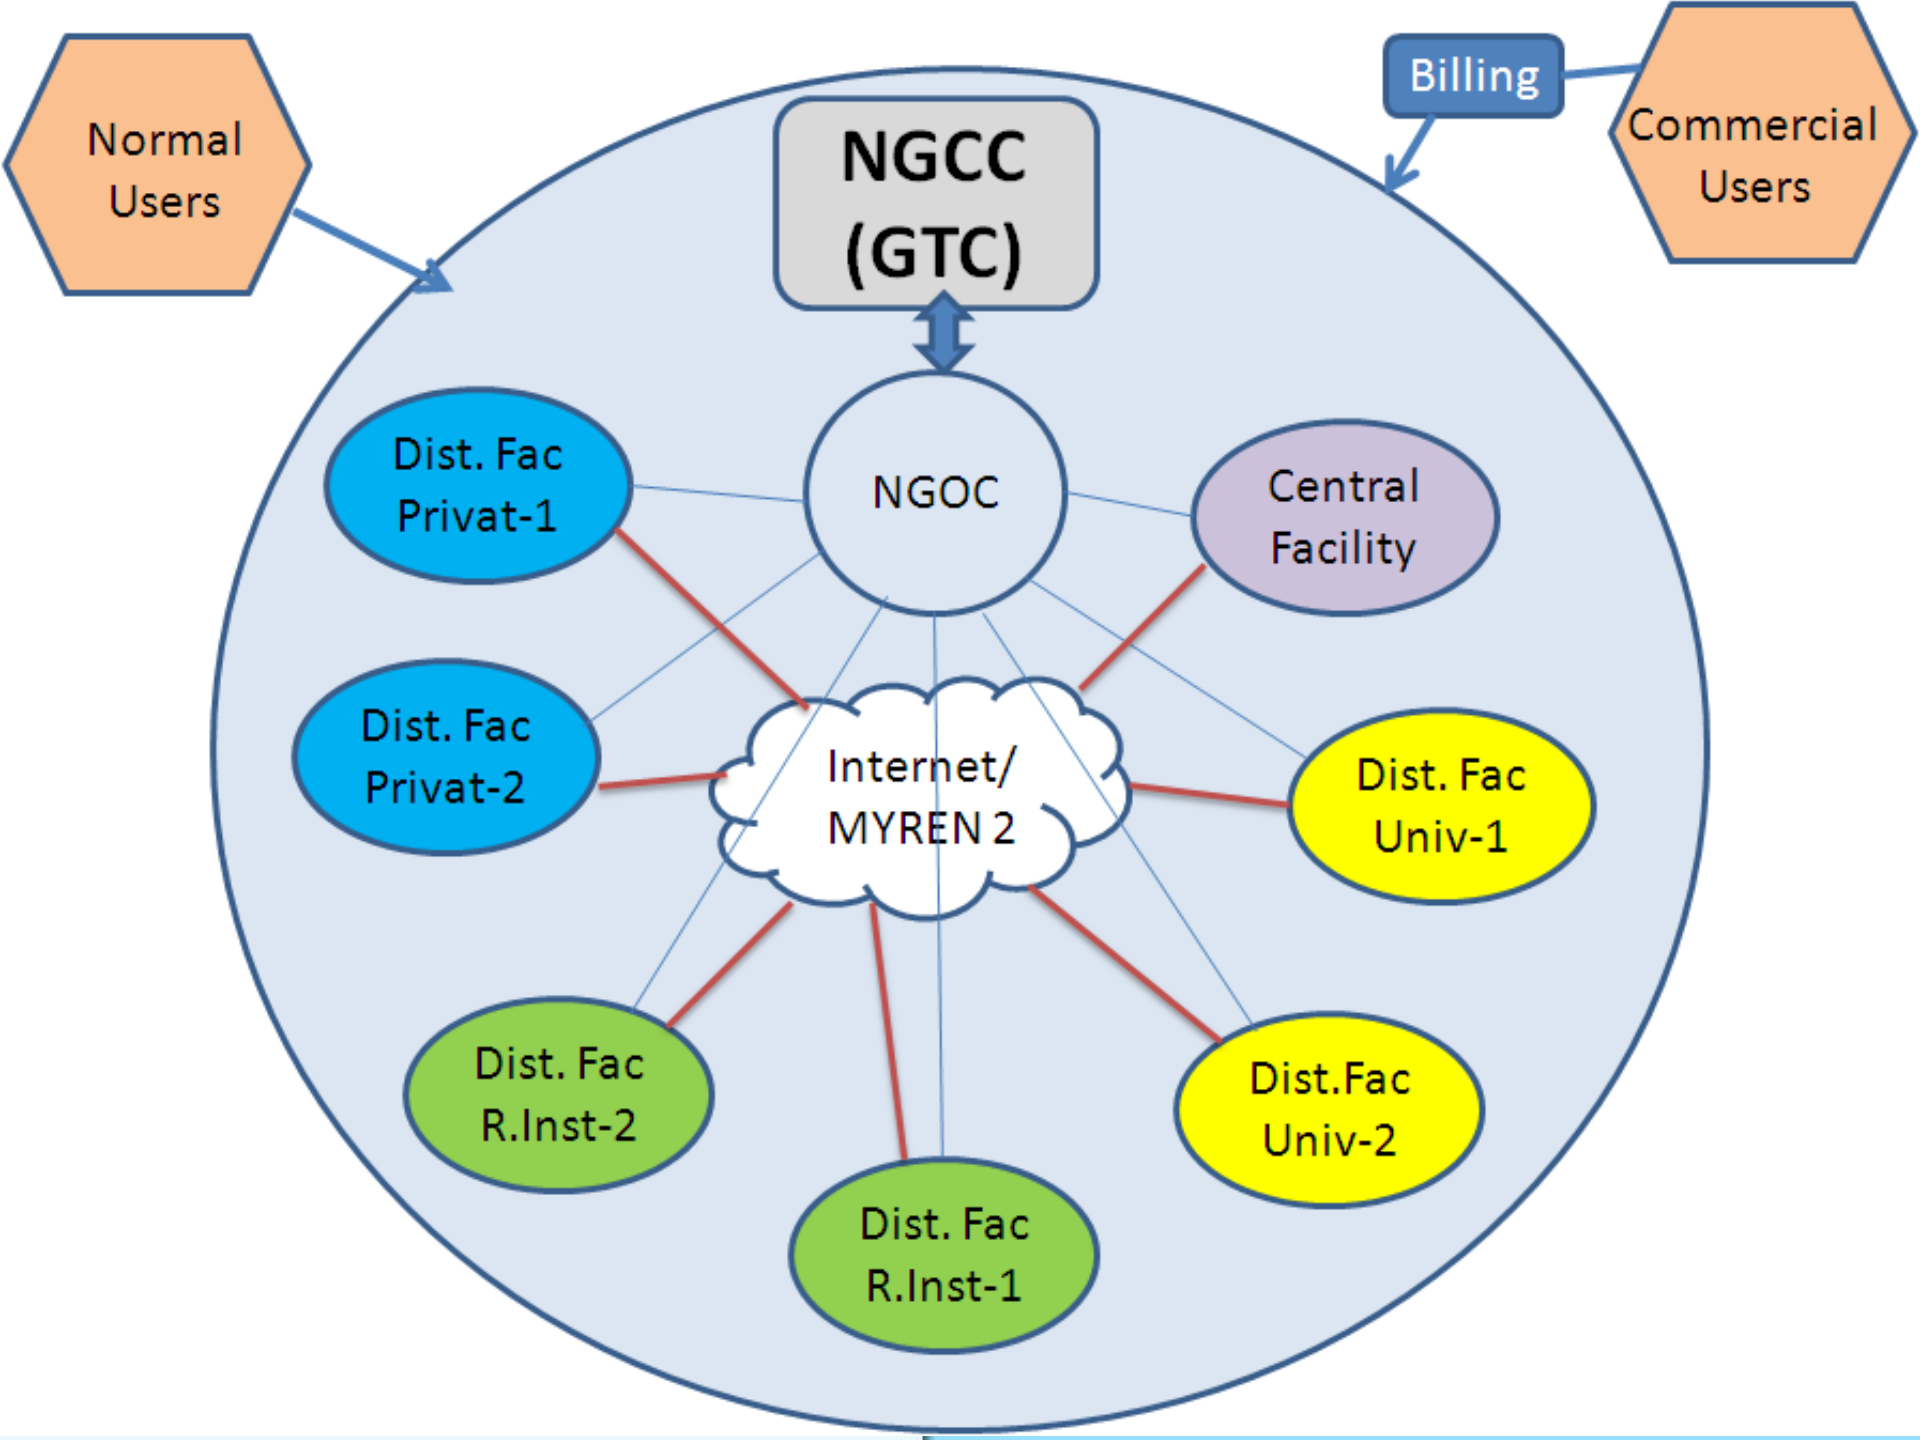 Normal
Users
Billing
Commercial
Users
NGCC
(GTC)
NGOC
Dist. Fac
Privat-1
Central
Facility
Dist. Fac
Privat-2
Internet/
MYREN 2
Dist. Fac
Univ-1
Dist. Fac
R.Inst-2
Dist.Fac
Univ-2
Dist. Fac
R.Inst-1